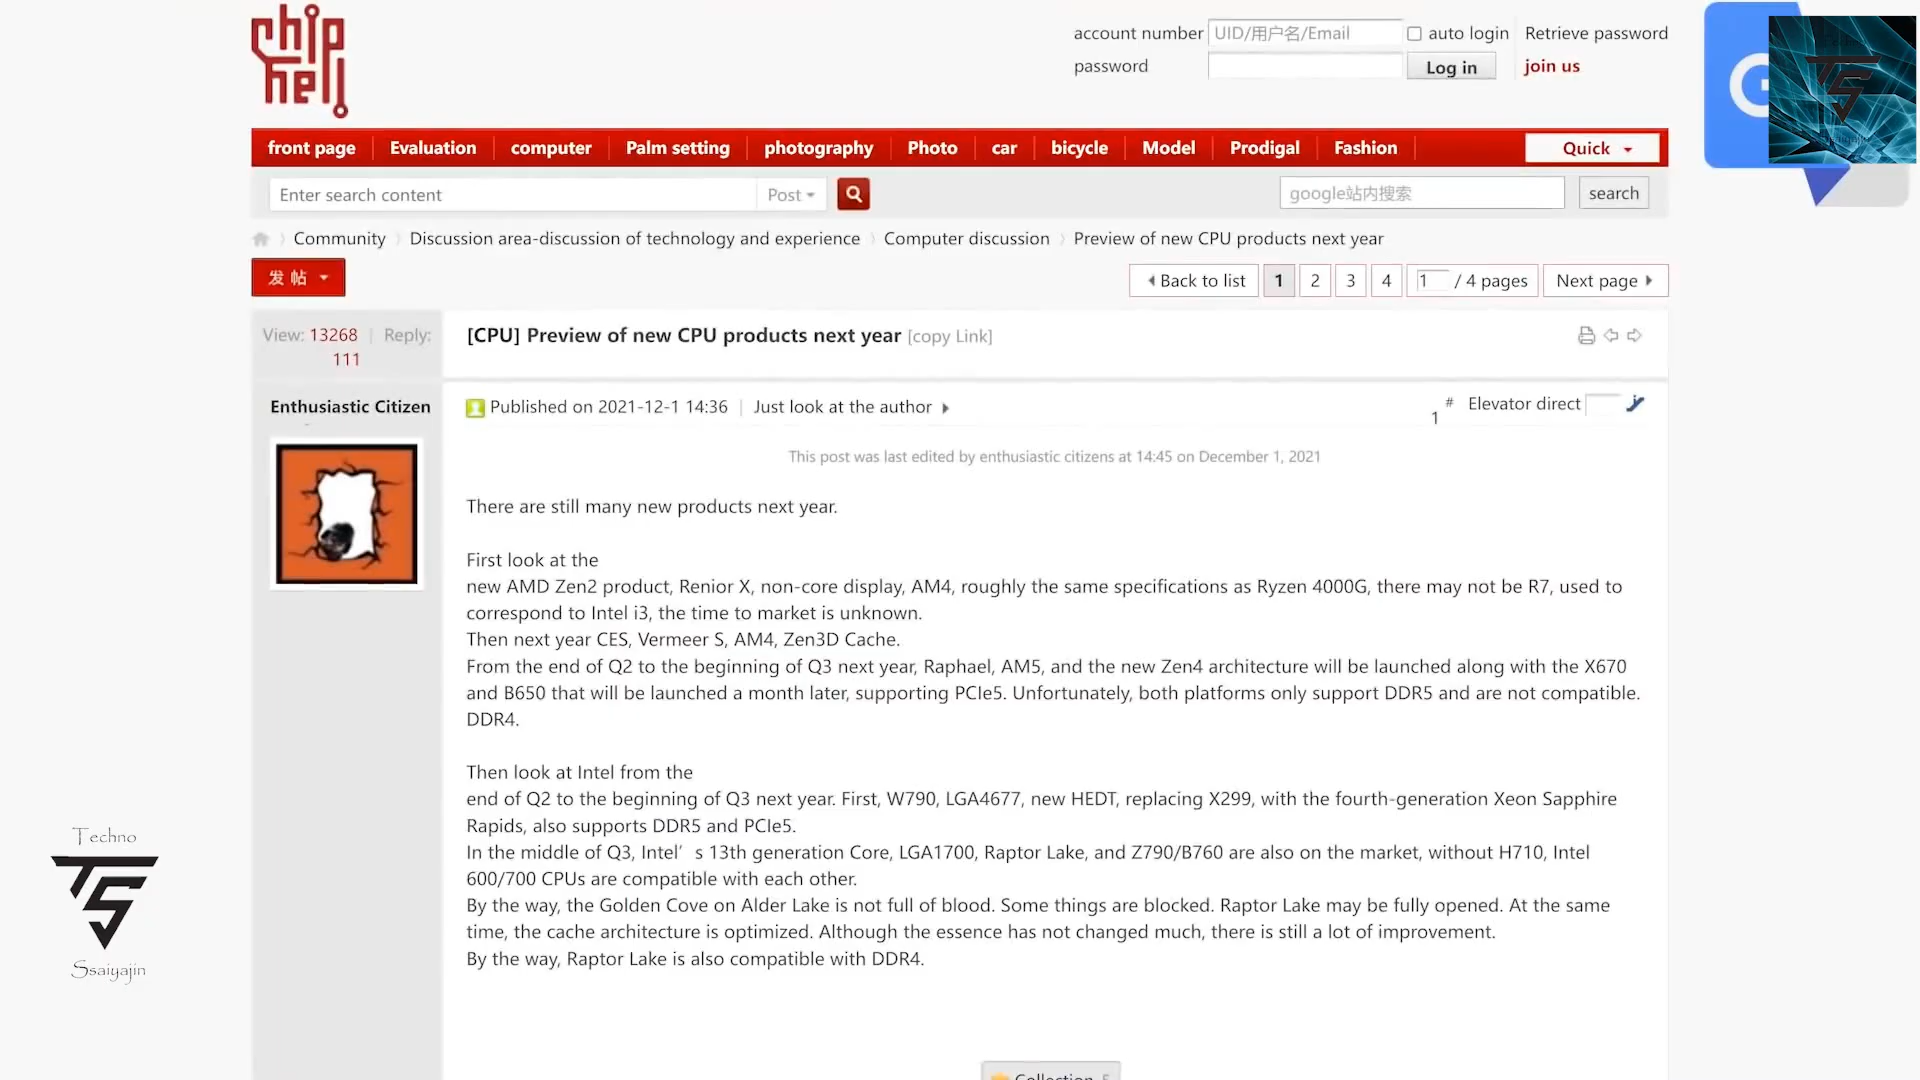 chip
hell
account number UID/用户名/Email auto login Retrieve password
password Log in join us
front page Evaluation computer Palm setting photography Photo car bicycle Model Prodigal Fashion Quick
Enter search content Post google站内搜索 search
Community Discussion area-discussion of technology and experience Computer discussion Preview of new CPU products next year
发帖 Back to list 1 2 3 4 1 / 4 pages Next page
View: 13268 | Reply:
111
[CPU] Preview of new CPU products next year [copy Link]
Enthusiastic Citizen
Published on 2021-12-1 14:36 | Just look at the author
1 # Elevator direct
This post was last edited by enthusiastic citizens at 14:45 on December 1, 2021
There are still many new products next year.
First look at the
new AMD Zen2 product, Renior X, non-core display, AM4, roughly the same specifications as Ryzen 4000G, there may not be R7, used to
correspond to Intel i3, the time to market is unknown.
Then next year CES, Vermeer S, AM4, Zen3D Cache.
From the end of Q2 to the beginning of Q3 next year, Raphael, AM5, and the new Zen4 architecture will be launched along with the X670
and B650 that will be launched a month later, supporting PCIe5. Unfortunately, both platforms only support DDR5 and are not compatible.
DDR4.
Then look at Intel from the
end of Q2 to the beginning of Q3 next year. First, W790, LGA4677, new HEDT, replacing X299, with the fourth-generation Xeon Sapphire
Rapids, also supports DDR5 and PCIe5.
In the middle of Q3, Intel’ s 13th generation Core, LGA1700, Raptor Lake, and Z790/B760 are also on the market, without H710, Intel
600/700 CPUs are compatible with each other.
By the way, the Golden Cove on Alder Lake is not full of blood. Some things are blocked. Raptor Lake may be fully opened. At the same
time, the cache architecture is optimized. Although the essence has not changed much, there is still a lot of improvement.
By the way, Raptor Lake is also compatible with DDR4.
Collection 5
Techno
TS
Ssaiyajin